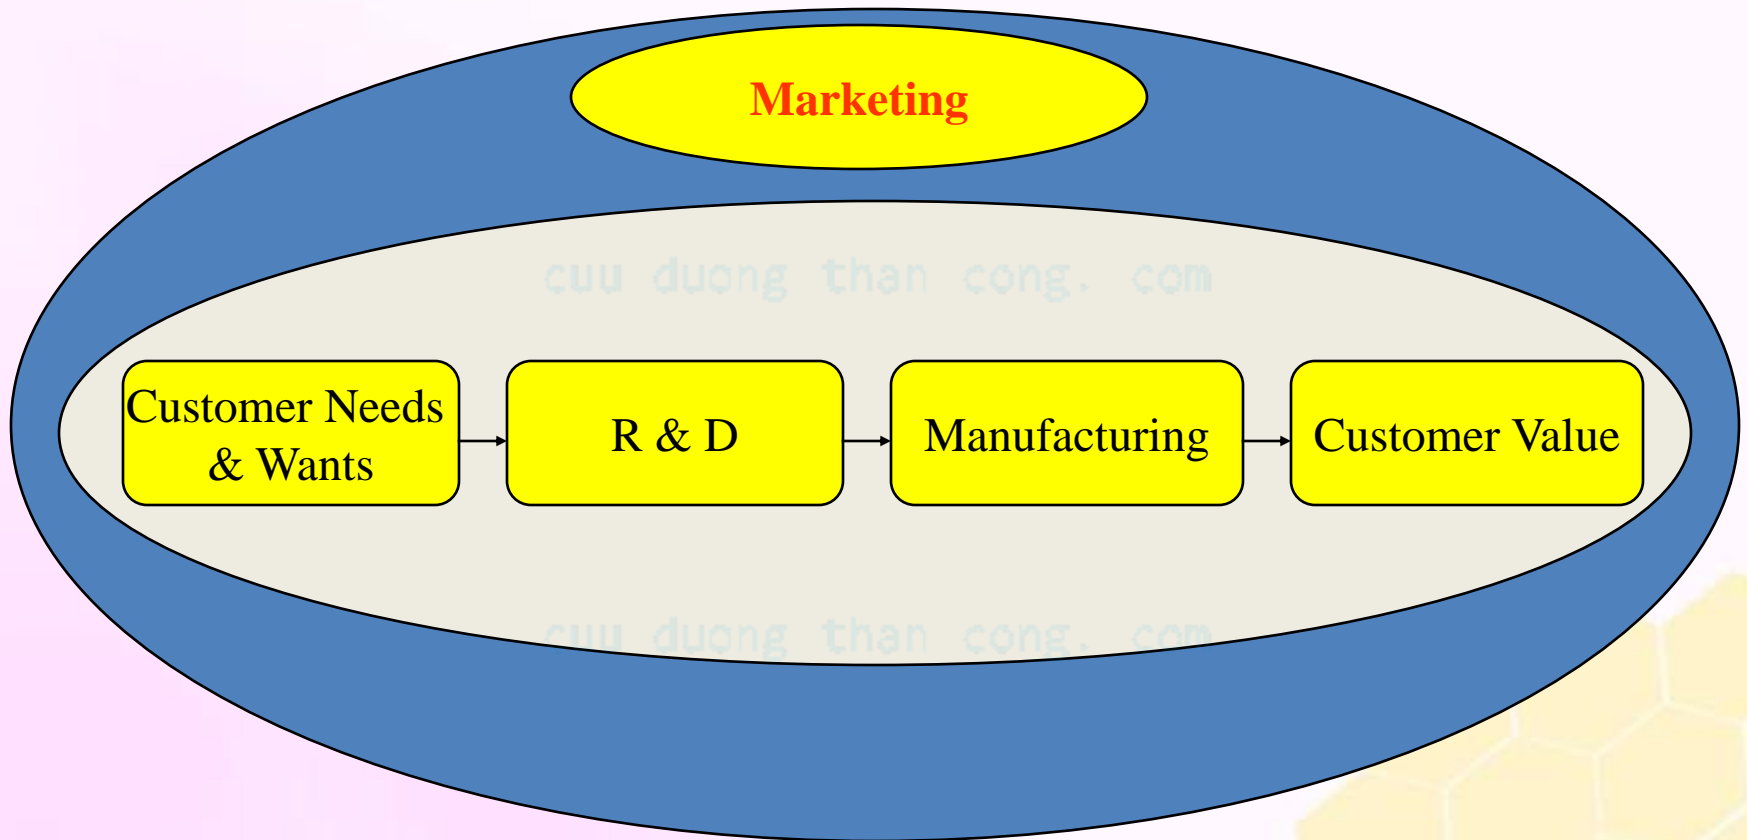 Marketing
cuu duong than cong. com
Customer Needs
& Wants
R & D
Manufacturing
Customer Value
cuu duong than cong. com